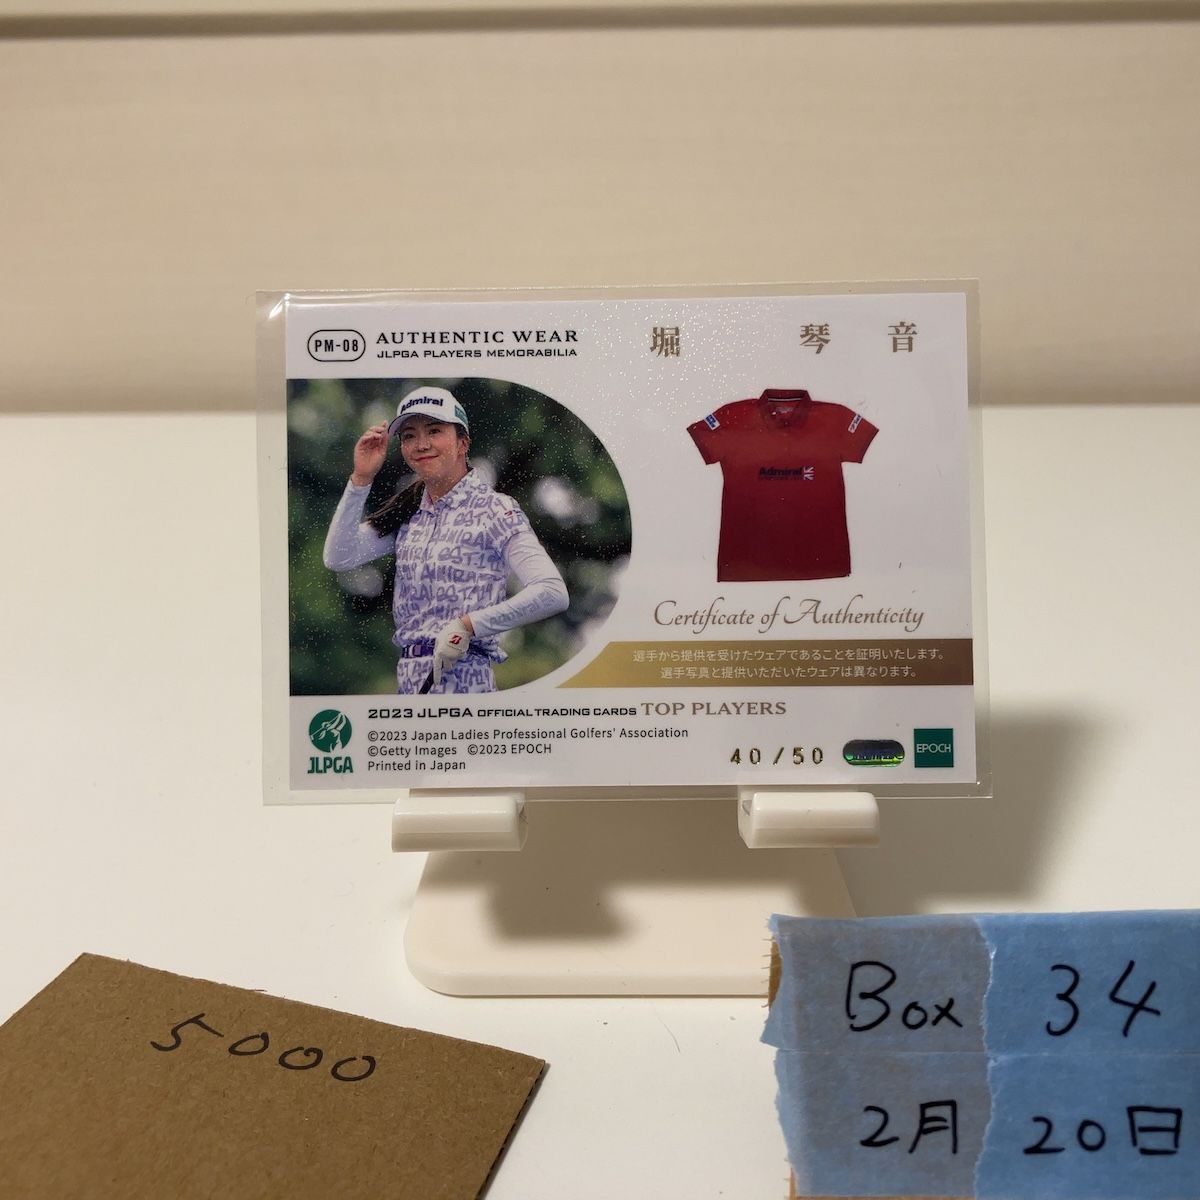 PM-08
AUTHENTIC WEAR
JLPGA PLAYERS MEMORABILIA
堀 琴 音
Admiral
Admiral
Admiral
Certificate of Authenticity
選手から提供を受けたウェアであることを証明いたします。
選手写真と提供いただいたウェアは異なります。
2023 JLPGA OFFICIAL TRADING CARDS TOP PLAYERS
©2023 Japan Ladies Professional Golfers' Association
©Getty Images ©2023 EPOCH
Printed in Japan
JLPGA
40/50
EPOCH
5000
Box 34
2月20日